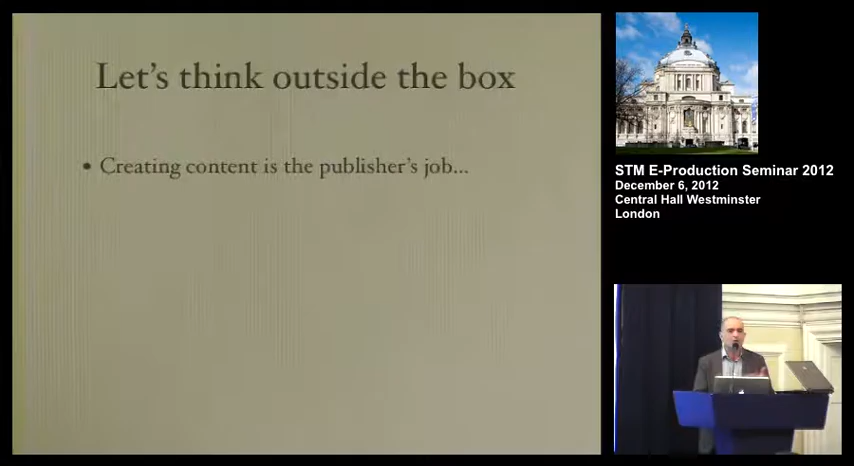 Let's think outside the box
• Creating content is the publisher's job...
STM E-Production Seminar 2012
December 6, 2012
Central Hall Westminster
London